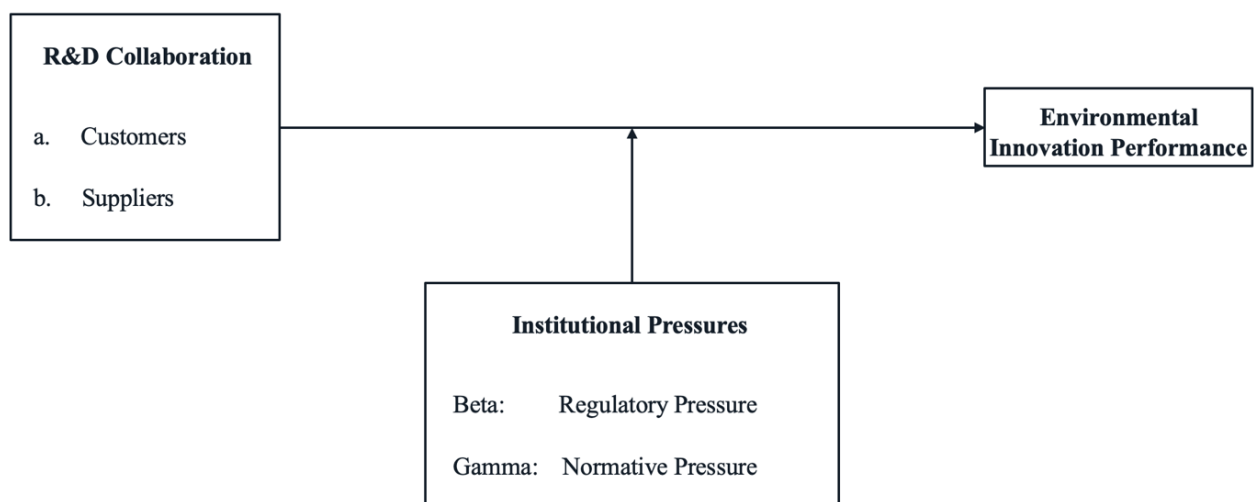 R&D Collaboration
a. Customers
b. Suppliers
Environmental
Innovation Performance
Institutional Pressures
Beta: Regulatory Pressure
Gamma: Normative Pressure